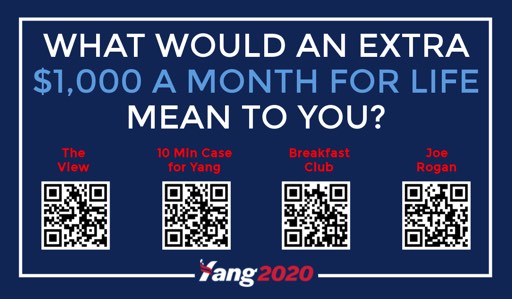 WHAT WOULD AN EXTRA
$1,000 A MONTH FOR LIFE
MEAN TO YOU?
The View
10 Min Case for Yang
Breakfast Club
Joe Rogan
Yang2020